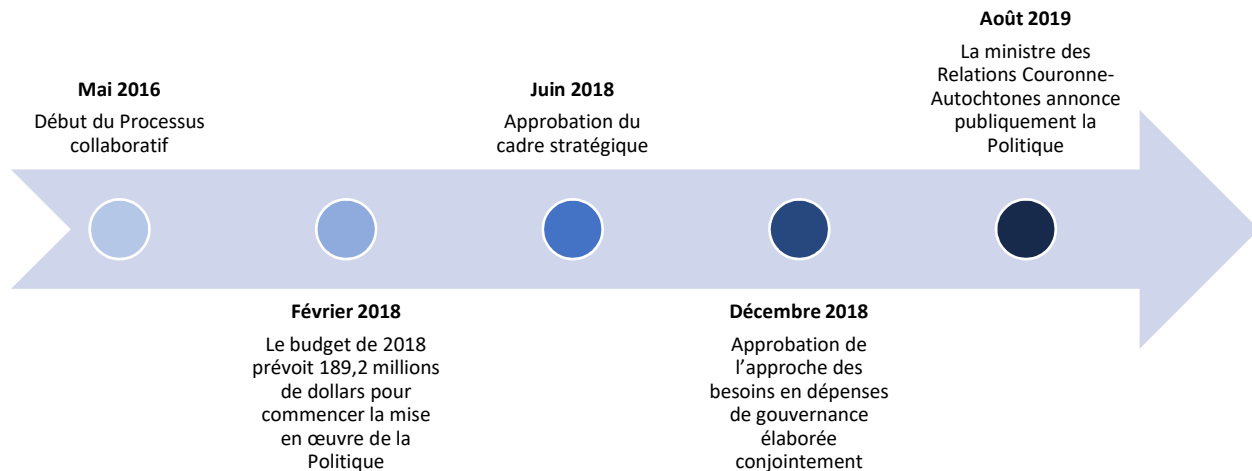 Mai 2016
Début du Processus
collaboratif
Février 2018
Le budget de 2018
prévoit 189,2 millions
de dollars pour
commencer la mise
en œuvre de la
Politique
Juin 2018
Approbation du
cadre stratégique
Décembre 2018
Approbation de
l’approche des
besoins en dépenses
de gouvernance
élaborée
conjointement
Août 2019
La ministre des
Relations Couronne-
Autochtones annonce
publiquement la
Politique